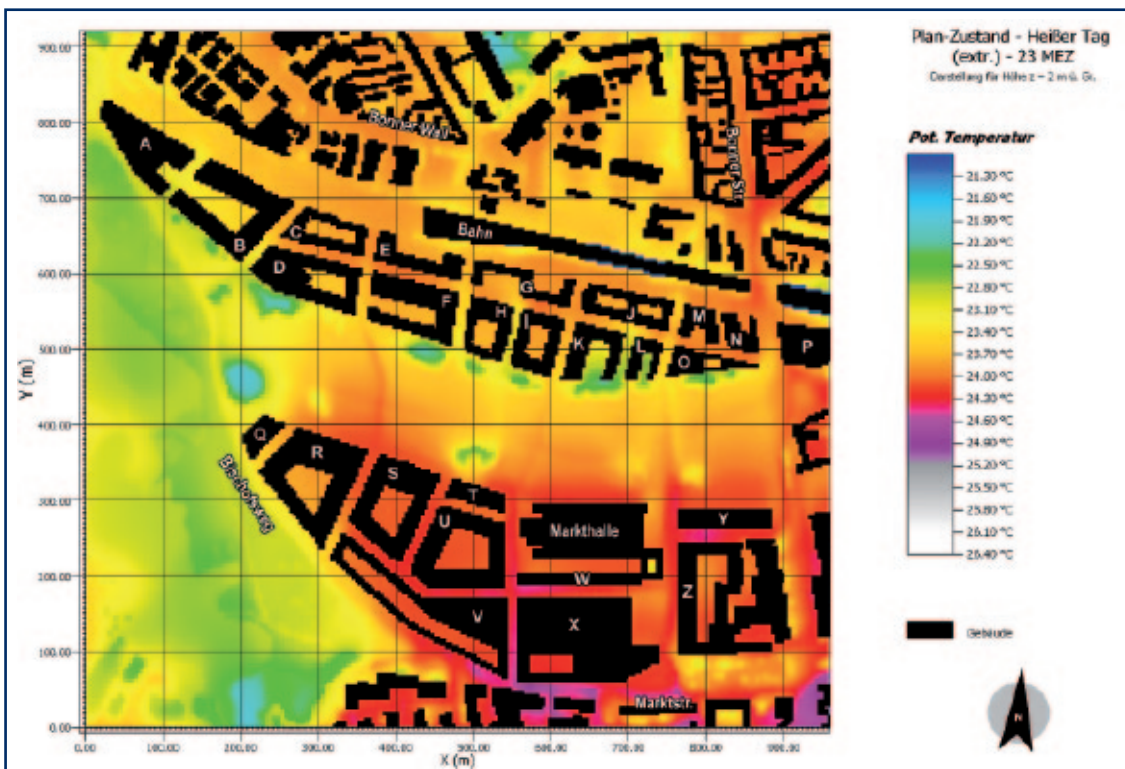 Plan-Zustand - Heißer Tag
(extr.) - 23 MEZ
Darstellung für Höhe z = 2 m ü. Gr.
Pot. Temperatur
21.30 °C
21.60 °C
21.90 °C
22.20 °C
22.50 °C
22.80 °C
23.10 °C
23.40 °C
23.70 °C
24.00 °C
24.30 °C
24.60 °C
24.90 °C
25.20 °C
25.50 °C
25.80 °C
26.10 °C
26.40 °C
Gebäude
N
Y (m)
900.00
800.00
700.00
600.00
500.00
400.00
300.00
200.00
100.00
0.00
0.00 100.00 200.00 300.00 400.00 500.00 600.00 700.00 800.00 900.00
X (m)
Bonner Wall
Bonner Str.
Bahn
A
B
C
D
E
F
G
H
I
J
K
L
M
N
O
P
Q
R
S
T
U
V
W
X
Y
Z
Bischofsweg
Markthalle
Marktstr.